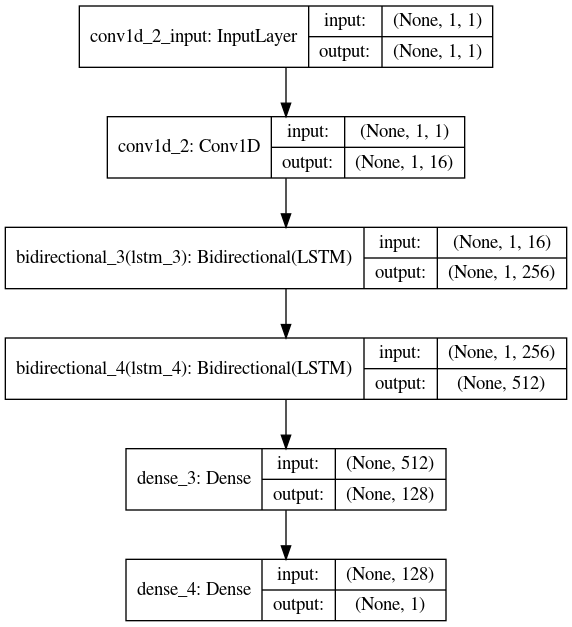 conv1d_2_input: InputLayer
input:
(None, 1, 1)
output:
(None, 1, 1)
conv1d_2: Conv1D
input:
(None, 1, 1)
output:
(None, 1, 16)
bidirectional_3(lstm_3): Bidirectional(LSTM)
input:
(None, 1, 16)
output:
(None, 1, 256)
bidirectional_4(lstm_4): Bidirectional(LSTM)
input:
(None, 1, 256)
output:
(None, 512)
dense_3: Dense
input:
(None, 512)
output:
(None, 128)
dense_4: Dense
input:
(None, 128)
output:
(None, 1)